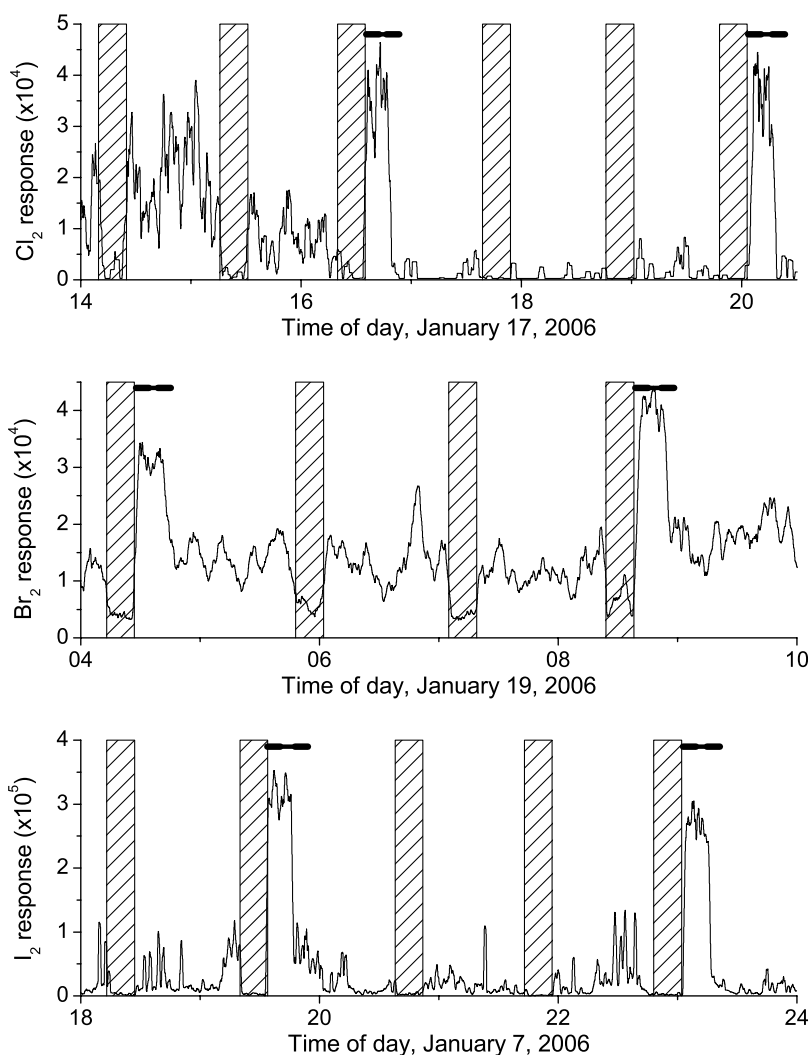 Cl₂ response (x10⁴)
5
4
3
2
1
0
14 16 18 20
Time of day, January 17, 2006
Br₂ response (x10⁴)
4
3
2
1
0
04 06 08 10
Time of day, January 19, 2006
I₂ response (x10⁵)
4
3
2
1
0
18 20 22 24
Time of day, January 7, 2006